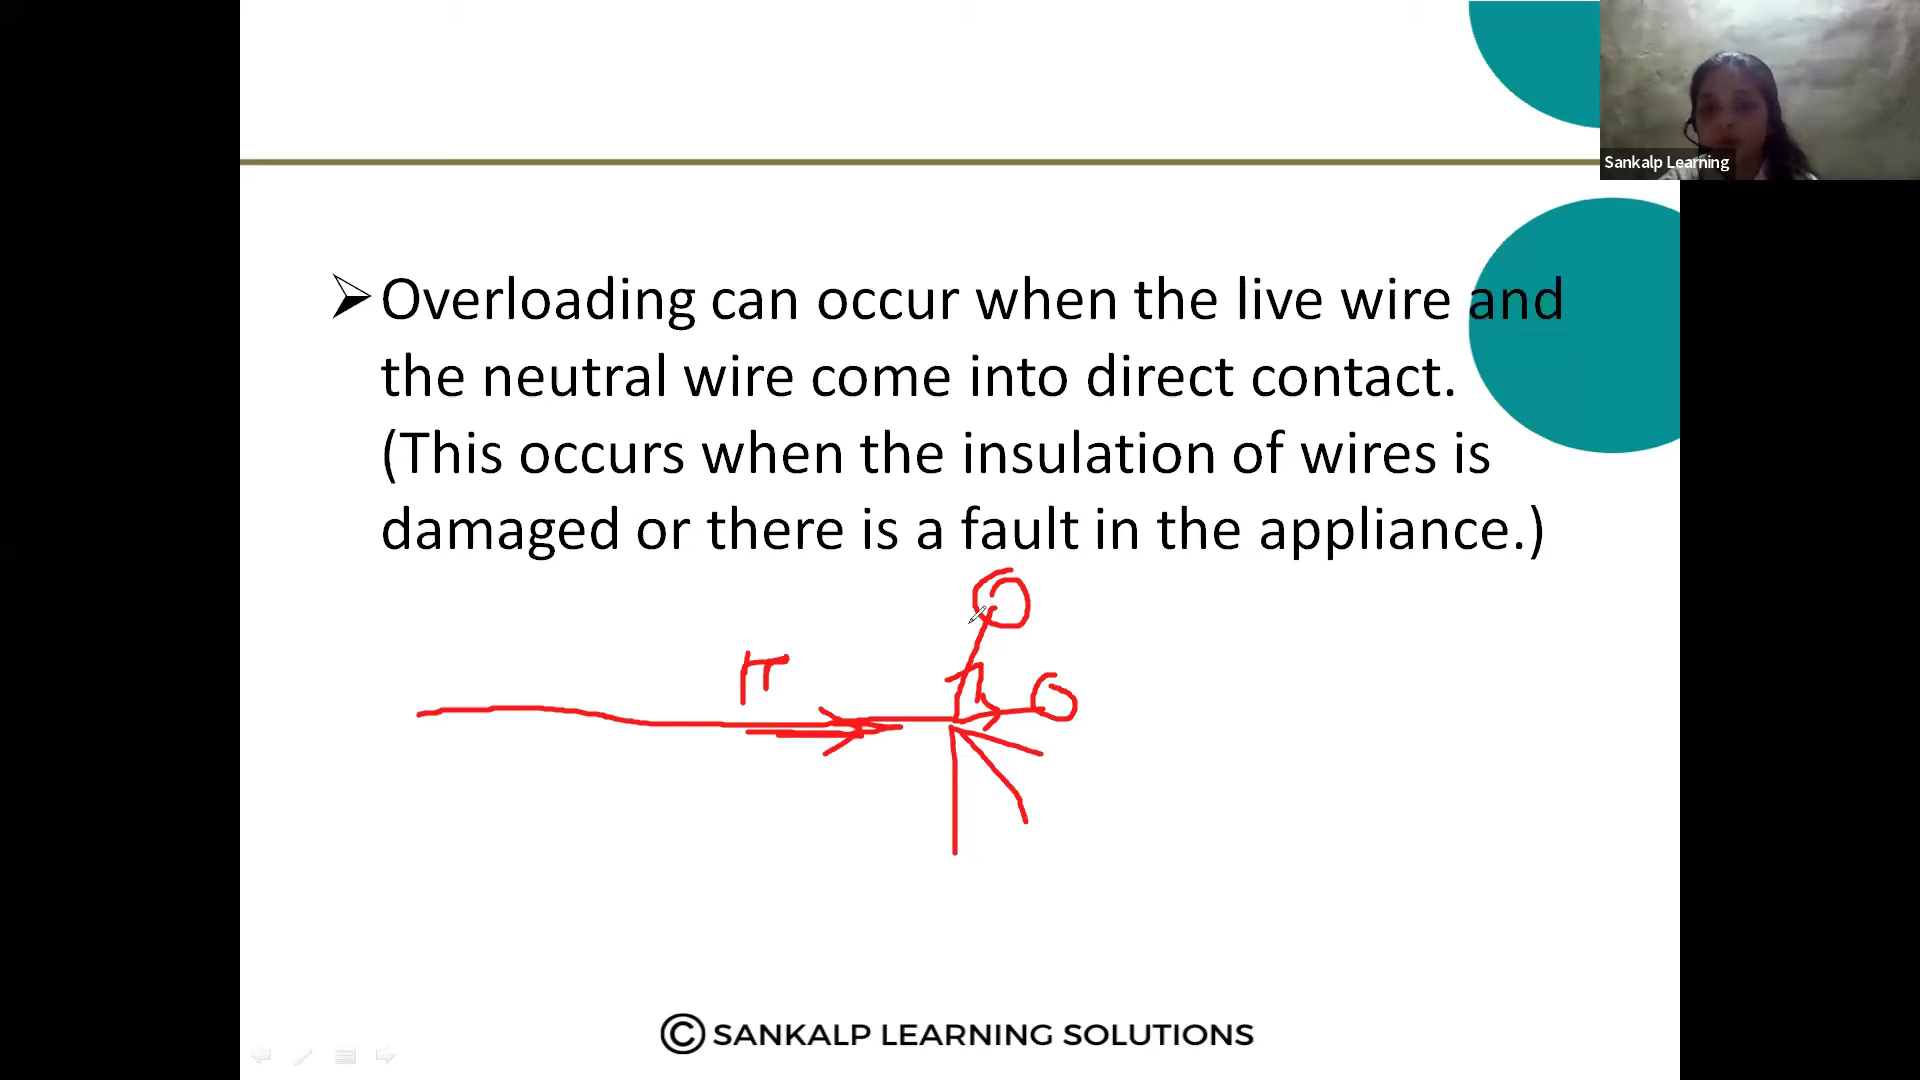 Sankalp Learning
➢Overloading can occur when the live wire and
the neutral wire come into direct contact.
(This occurs when the insulation of wires is
damaged or there is a fault in the appliance.)
© SANKALP LEARNING SOLUTIONS